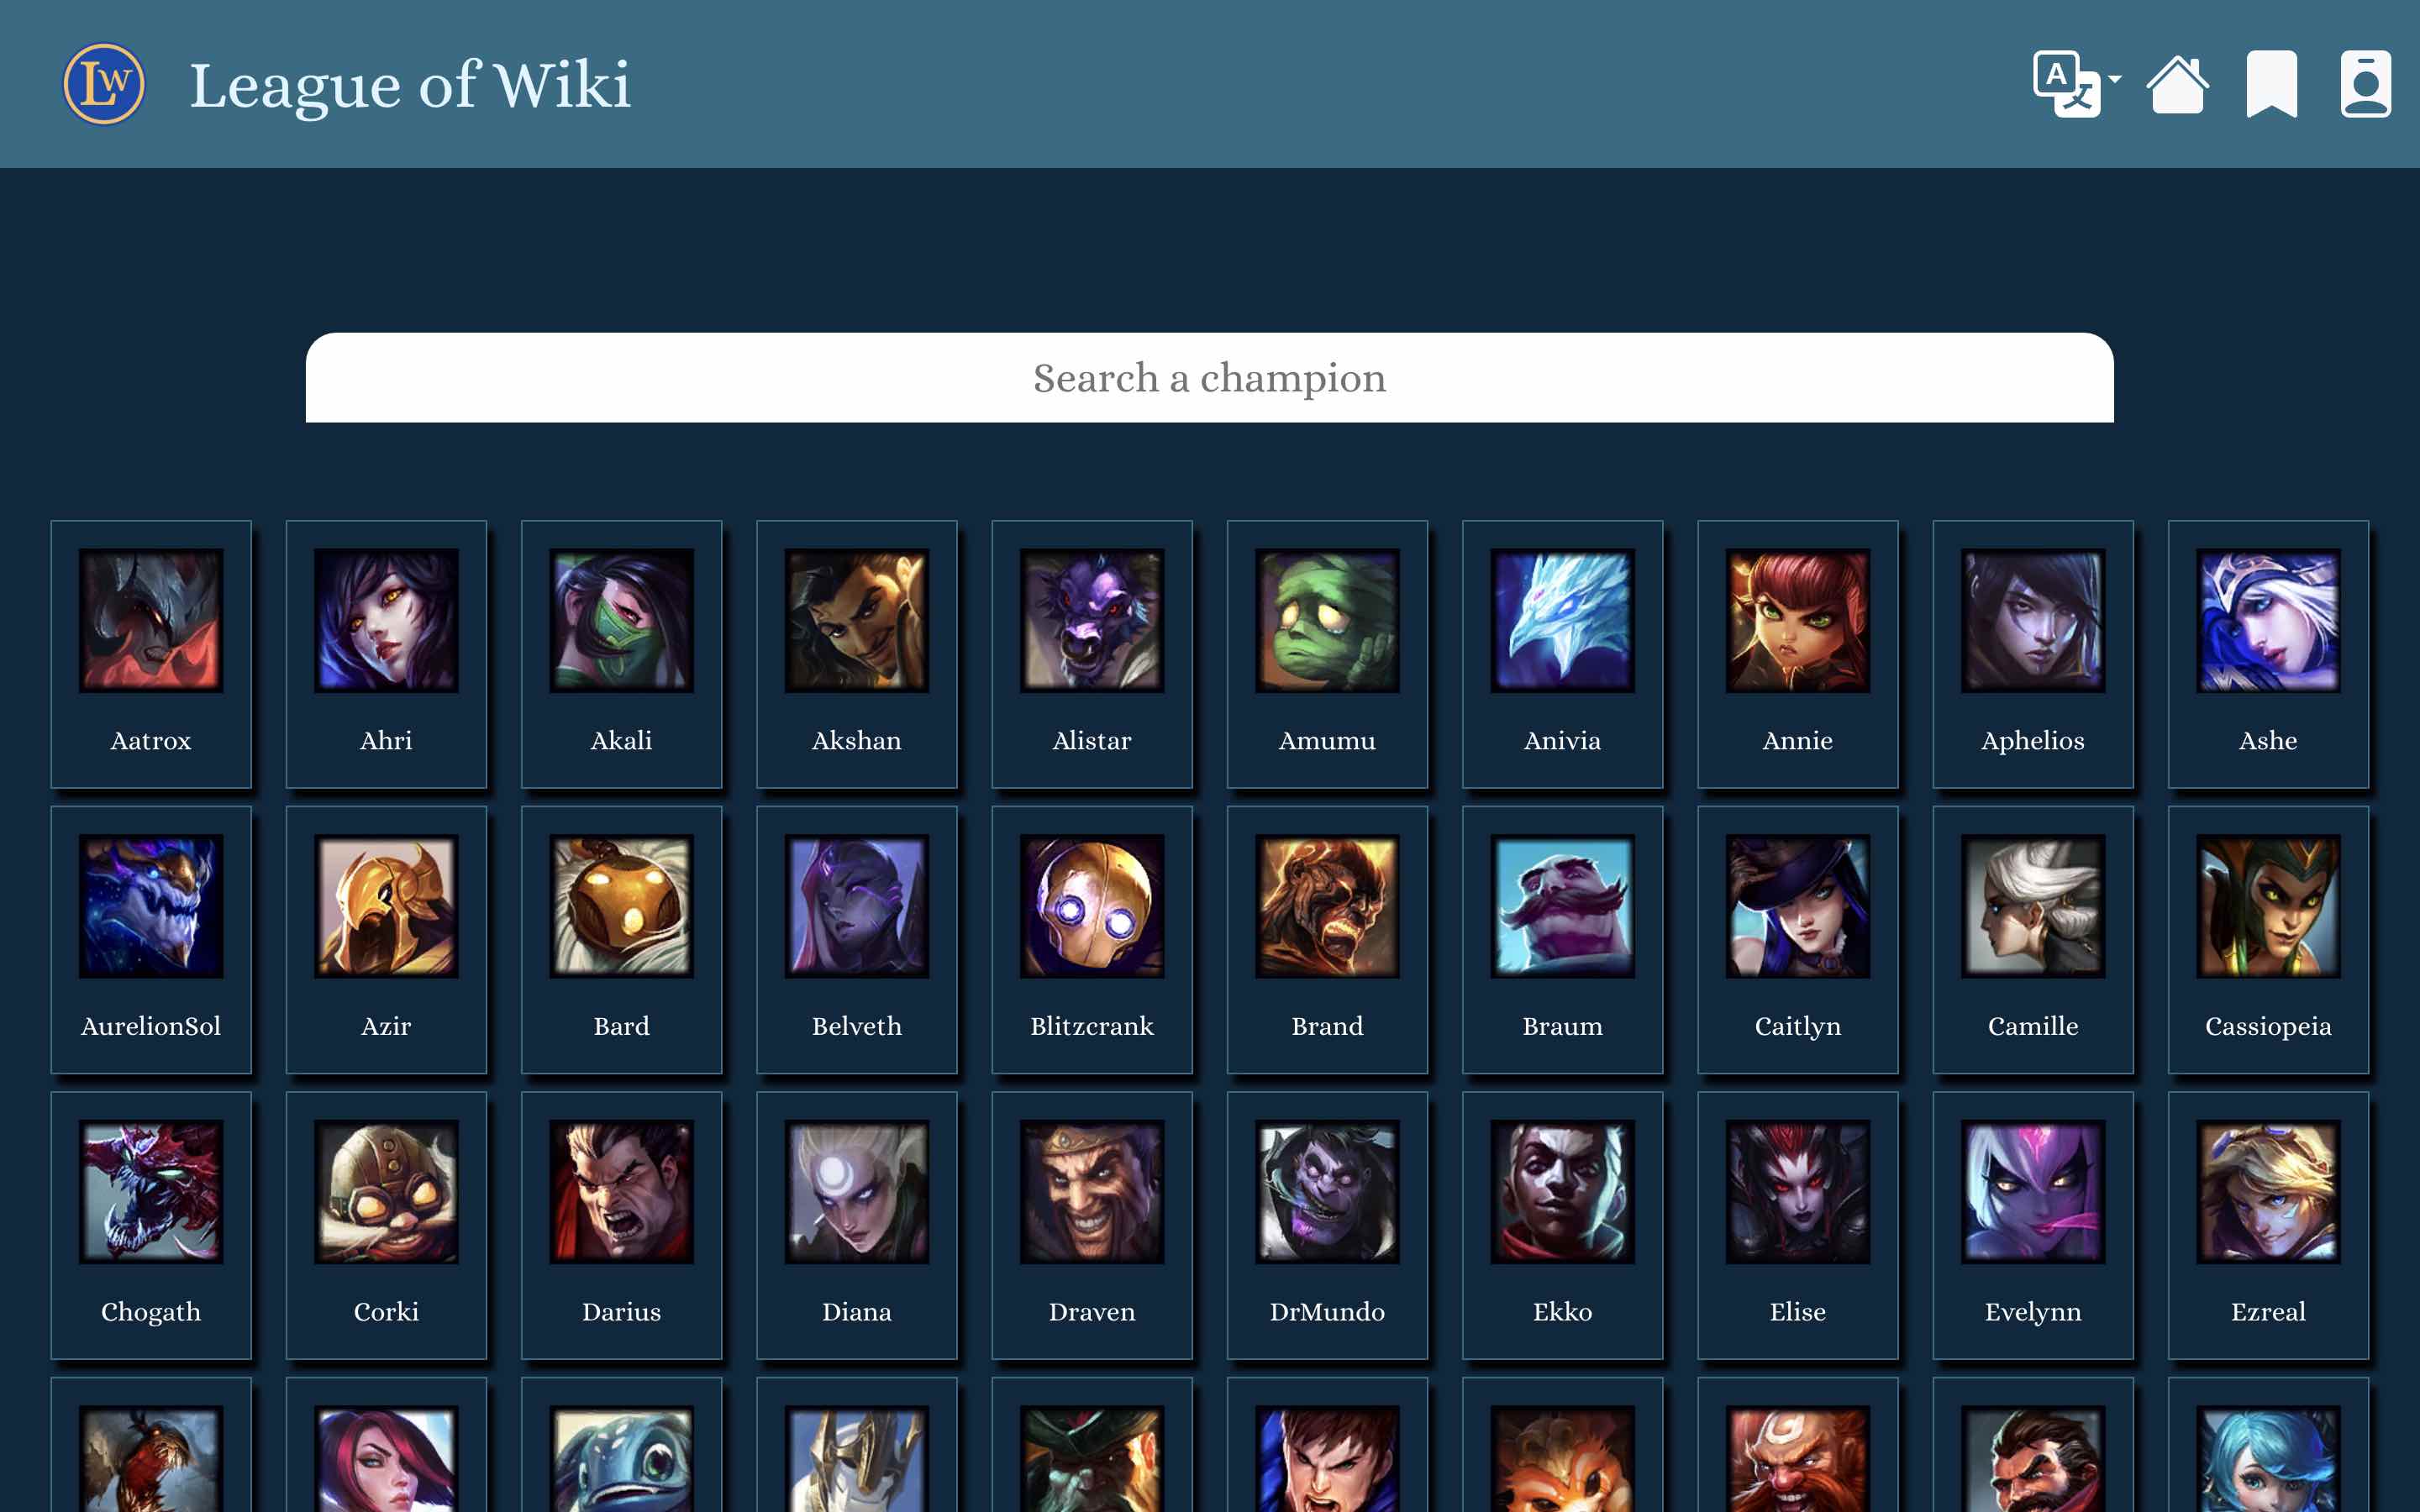 LW
League of Wiki
A 文
Search a champion
Aatrox
Ahri
Akali
Akshan
Alistar
Amumu
Anivia
Annie
Aphelios
Ashe
AurelionSol
Azir
Bard
Belveth
Blitzcrank
Brand
Braum
Caitlyn
Camille
Cassiopeia
Chogath
Corki
Darius
Diana
Draven
DrMundo
Ekko
Elise
Evelynn
Ezreal